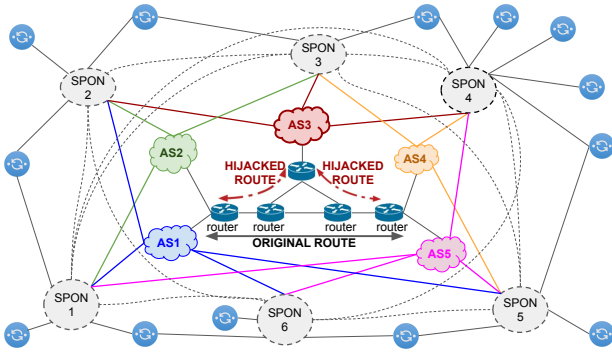 SPON
3
SPON
2
SPON
4
AS3
AS2
AS4
HIJACKED
ROUTE
HIJACKED
ROUTE
router
router
router
router
ORIGINAL ROUTE
AS1
AS5
SPON
1
SPON
6
SPON
5